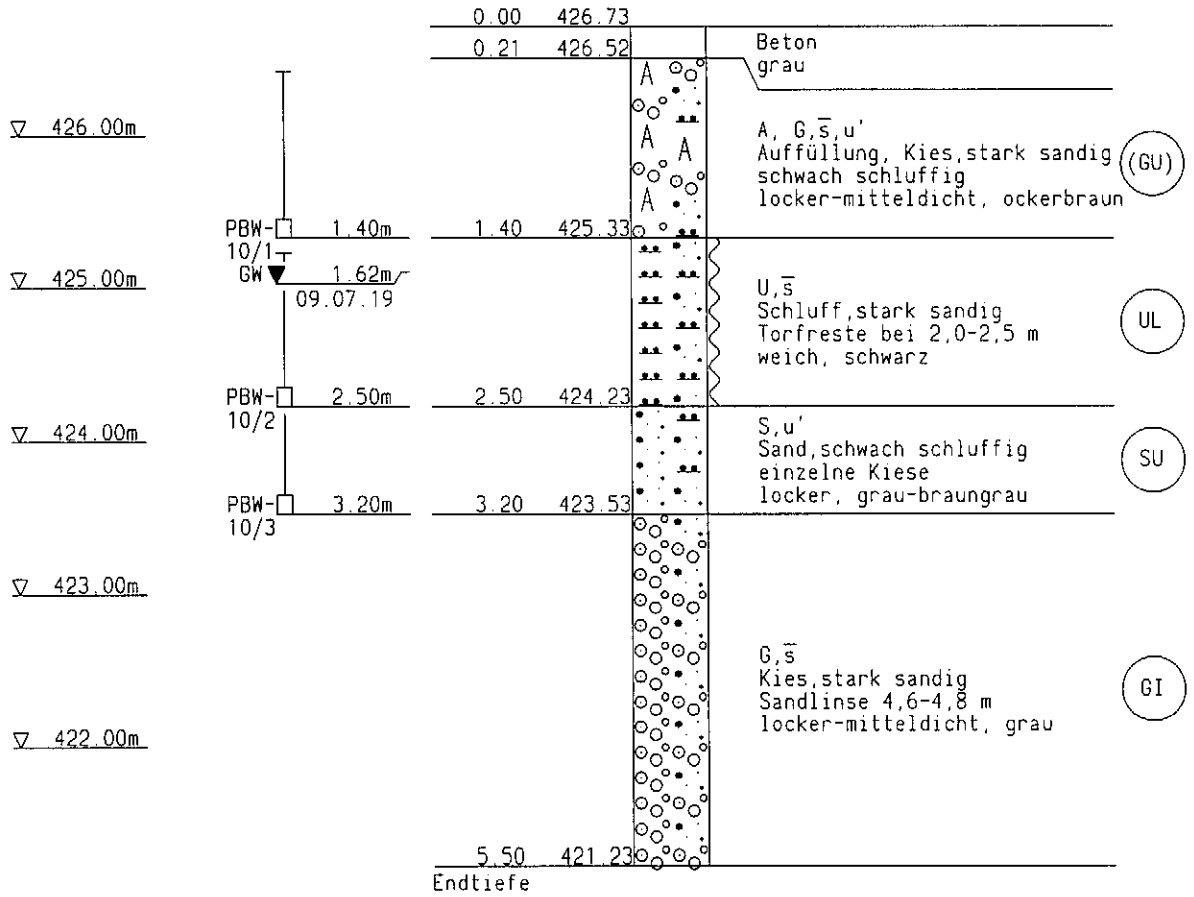 0.00 426.73
0.21 426.52
Beton
grau
▽ 426.00m
A, G,s̅,u'
Auffüllung, Kies,stark sandig
schwach schluffig
locker-mitteldicht, ockerbraun
(GU)
PBW-10/1 1.40m
1.40 425.33
GW 1.62m
09.07.19
▽ 425.00m
U,s̅
Schluff,stark sandig
Torfreste bei 2,0-2,5 m
weich, schwarz
UL
PBW-10/2 2.50m
2.50 424.23
▽ 424.00m
S,u'
Sand,schwach schluffig
einzelne Kiese
locker, grau-braungrau
SU
PBW-10/3 3.20m
3.20 423.53
▽ 423.00m
G,s̅
Kies,stark sandig
Sandlinse 4,6-4,8 m
locker-mitteldicht, grau
GI
▽ 422.00m
5.50 421.23
Endtiefe